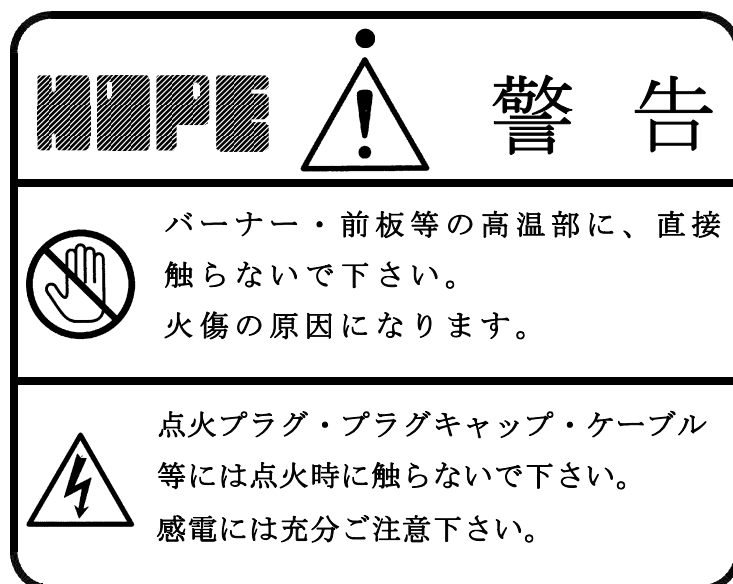 HOPE 警告
バーナー・前板等の高温部に、直接
触らないで下さい。
火傷の原因になります。
点火プラグ・プラグキャップ・ケーブル
等には点火時に触らないで下さい。
感電には充分ご注意下さい。